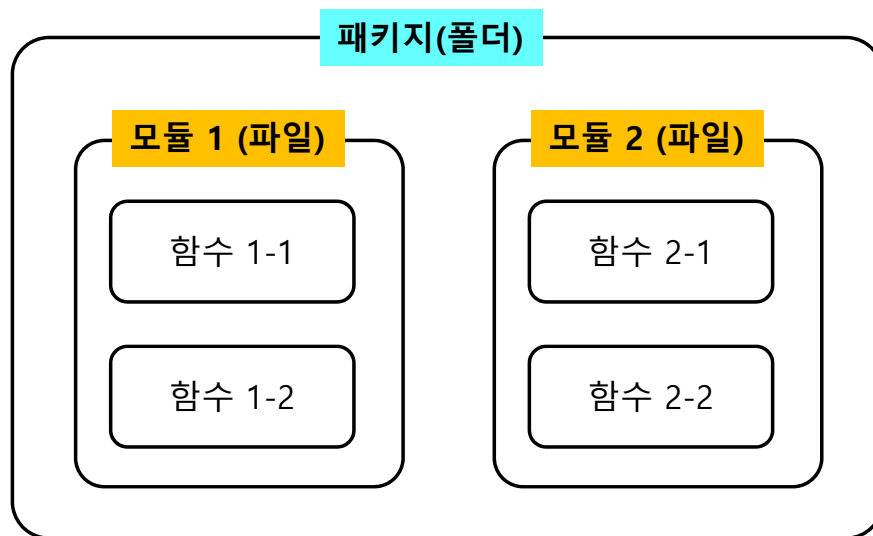 패키지(폴더)
모듈 1 (파일)
함수 1-1
함수 1-2
모듈 2 (파일)
함수 2-1
함수 2-2